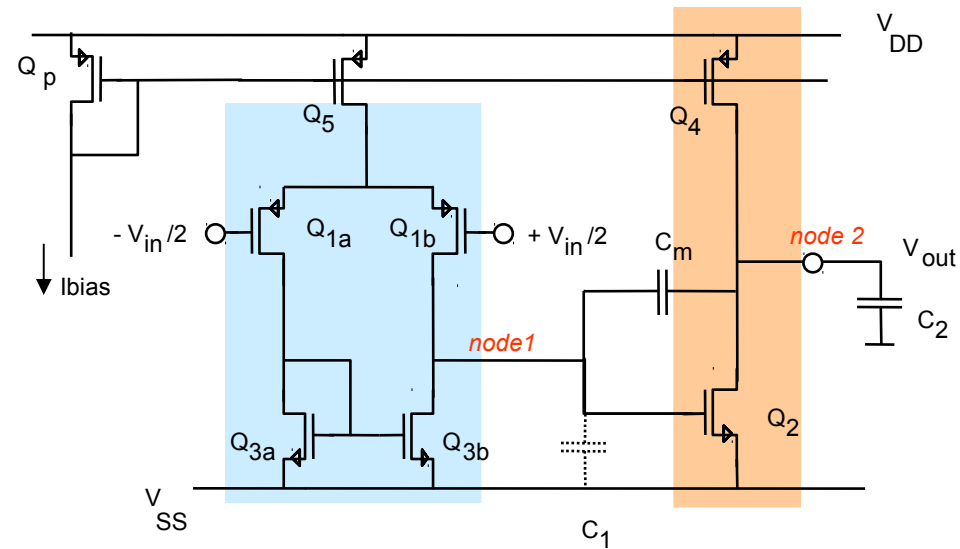 V DD
Q p
Q5
Q4
- Vin /2
Q1a
Q1b
+ Vin /2
node 2
Vout
Cm
Ibias
C2
node1
Q3a
Q3b
Q2
V SS
C1